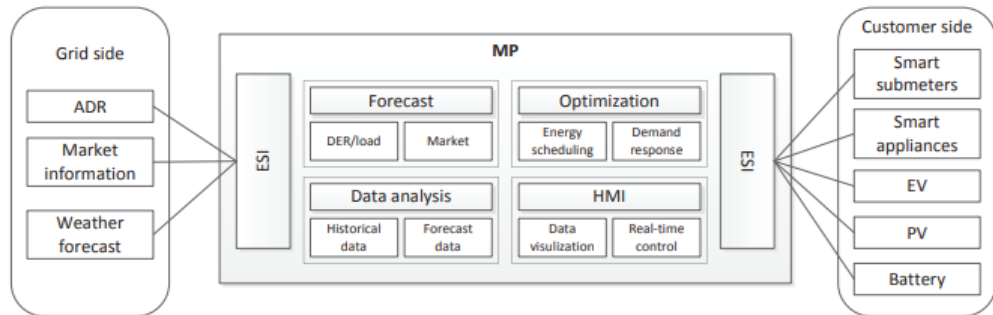 Grid side
ADR
Market
information
Weather
forecast
MP
ESI
Forecast
DER/load
Market
Optimization
Energy
scheduling
Demand
response
Data analysis
Historical
data
Forecast
data
HMI
Data
visulization
Real-time
control
ESI
Customer side
Smart
submeters
Smart
appliances
EV
PV
Battery